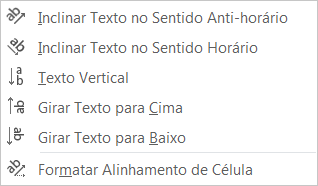 Inclinar Texto no Sentido Anti-horário
Inclinar Texto no Sentido Horário
Texto Vertical
Girar Texto para Cima
Girar Texto para Baixo
Formatar Alinhamento de Célula